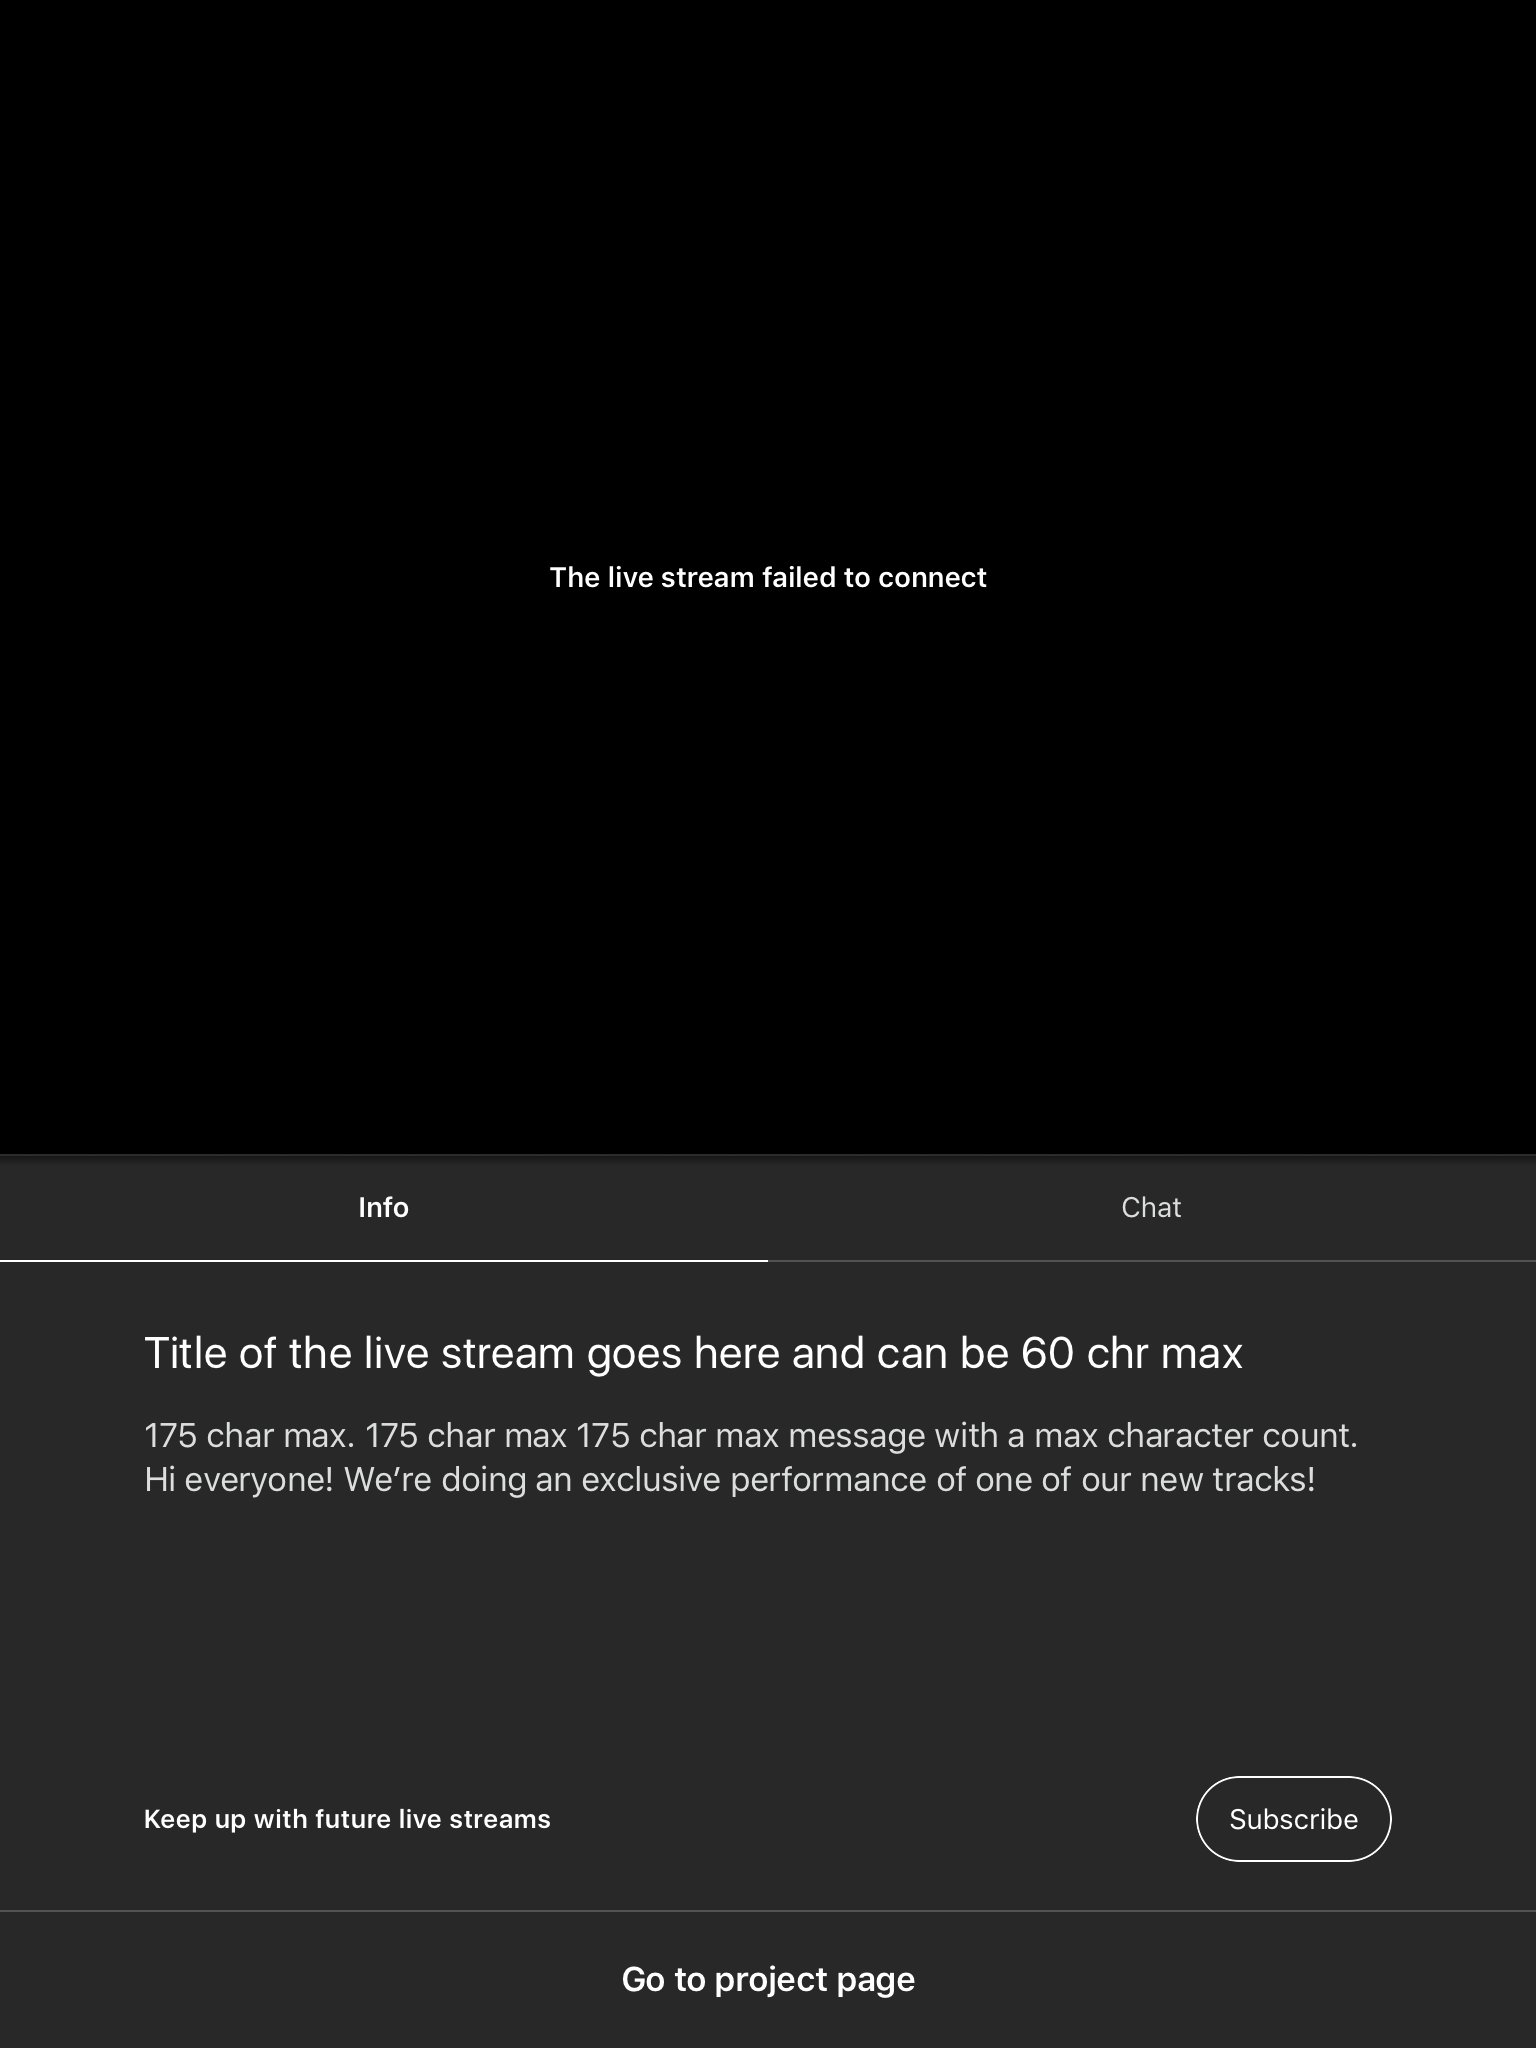 The live stream failed to connect
Info
Chat
Title of the live stream goes here and can be 60 chr max
175 char max. 175 char max 175 char max message with a max character count.
Hi everyone! We’re doing an exclusive performance of one of our new tracks!
Keep up with future live streams
Subscribe
Go to project page